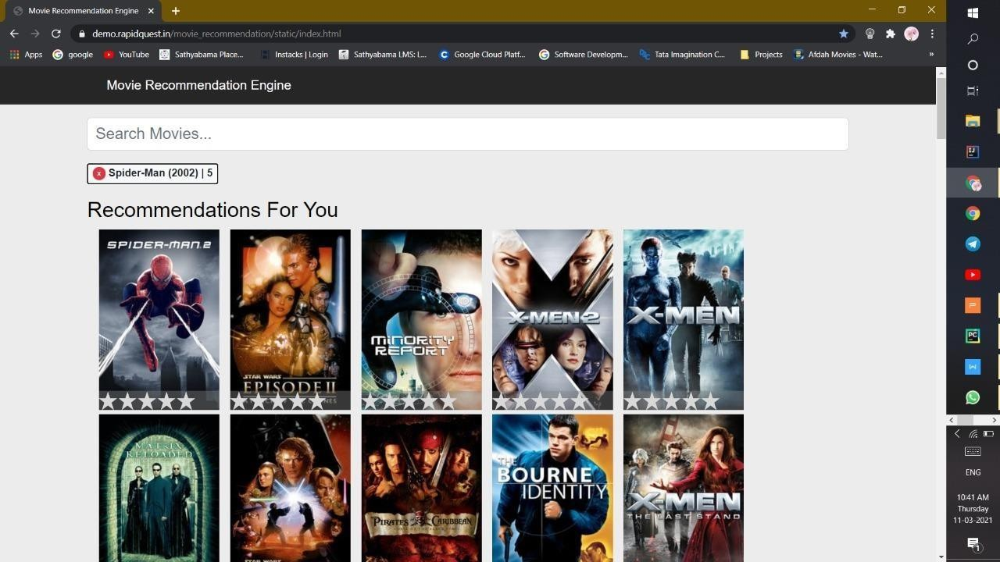 Movie Recommendation Engine
demo.rapidquest.in/movie_recommendation/static/index.html
Apps google YouTube Sathyabama Place... Instacks | Login Sathyabama LMS: L... Google Cloud Platf... Software Developm... Tata Imagination C... Projects Afdah Movies - Wat... »
Movie Recommendation Engine
Search Movies...
x Spider-Man (2002) | 5
Recommendations For You
SPIDER-MAN 2
STAR WARS
EPISODE II
MINORITY
REPORT
X-MEN 2
X-MEN
MATRIX
RELOADED
STAR WARS
PIRATES CARIBBEAN
THE
BOURNE
IDENTITY
X-MEN
THE LAST STAND
ENG
10:41 AM
Thursday
11-03-2021
1